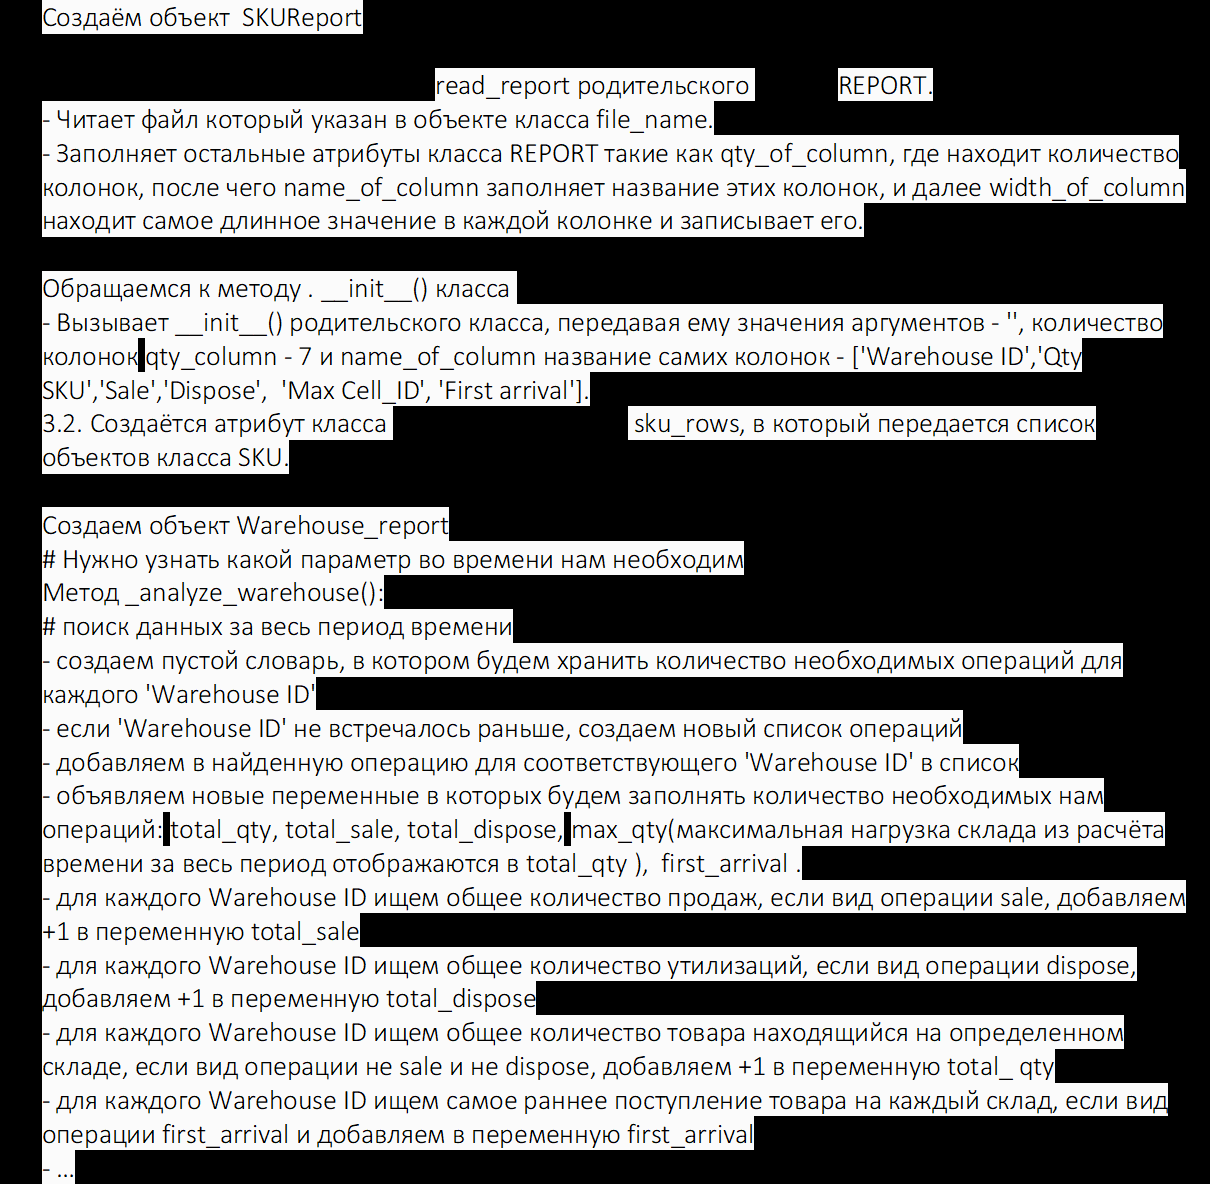 Создаём объект  SKUReport
read_report родительского REPORT.
- Читает файл который указан в объекте класса file_name.
- Заполняет остальные атрибуты класса REPORT такие как qty_of_column, где находит количество
колонок, после чего name_of_column заполняет название этих колонок, и далее width_of_column
находит самое длинное значение в каждой колонке и записывает его.
Обращаемся к методу . __init__() класса
- Вызывает __init__() родительского класса, передавая ему значения аргументов - '', количество
колонок qty_column - 7 и name_of_column название самих колонок - ['Warehouse ID','Qty
SKU','Sale','Dispose',  'Max Cell_ID', 'First arrival'].
3.2. Создаётся атрибут класса sku_rows, в который передается список
объектов класса SKU.
Создаем объект Warehouse_report
# Нужно узнать какой параметр во времени нам необходим
Метод _analyze_warehouse():
# поиск данных за весь период времени
- создаем пустой словарь, в котором будем хранить количество необходимых операций для
каждого 'Warehouse ID'
- если 'Warehouse ID' не встречалось раньше, создаем новый список операций
- добавляем в найденную операцию для соответствующего 'Warehouse ID' в список
- объявляем новые переменные в которых будем заполнять количество необходимых нам
операций: total_qty, total_sale, total_dispose, max_qty(максимальная нагрузка склада из расчёта
времени за весь период отображаются в total_qty ),  first_arrival .
- для каждого Warehouse ID ищем общее количество продаж, если вид операции sale, добавляем
+1 в переменную total_sale
- для каждого Warehouse ID ищем общее количество утилизаций, если вид операции dispose,
добавляем +1 в переменную total_dispose
- для каждого Warehouse ID ищем общее количество товара находящийся на определенном
складе, если вид операции не sale и не dispose, добавляем +1 в переменную total_ qty
- для каждого Warehouse ID ищем самое раннее поступление товара на каждый склад, если вид
операции first_arrival и добавляем в переменную first_arrival
- ...